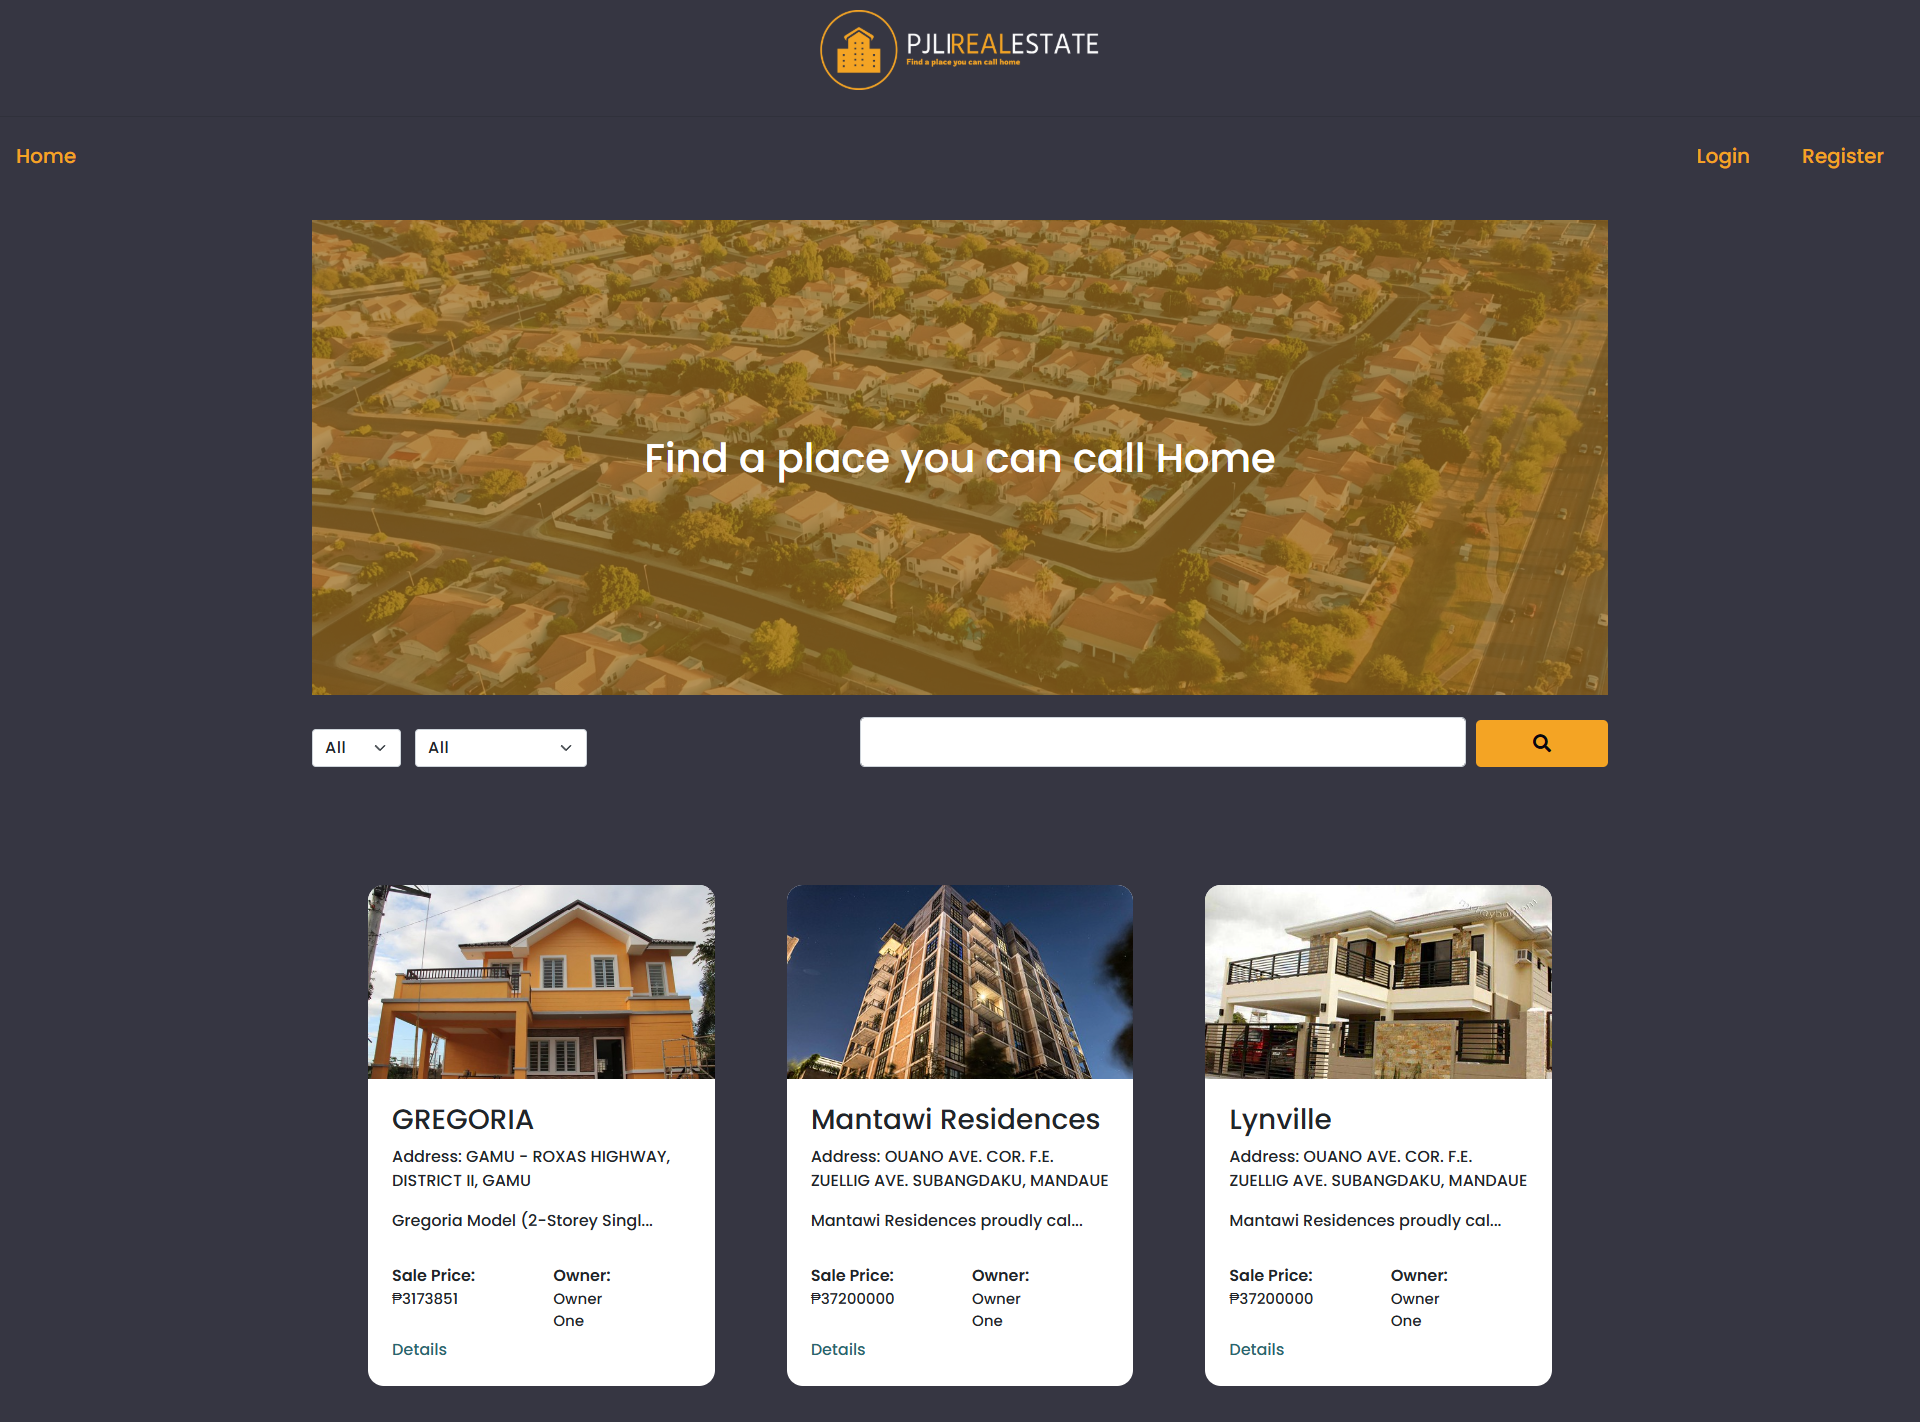 PJLIREALESTATE
Find a place you can call home
Home
Login
Register
Find a place you can call Home
All
All
GREGORIA
Address: GAMU - ROXAS HIGHWAY,
DISTRICT II, GAMU
Gregoria Model (2-Storey Singl...
Sale Price:
₱3173851
Owner:
Owner
One
Details
Mantawi Residences
Address: OUANO AVE. COR. F.E.
ZUELLIG AVE. SUBANGDAKU, MANDAUE
Mantawi Residences proudly cal...
Sale Price:
₱37200000
Owner:
Owner
One
Details
Lynville
Address: OUANO AVE. COR. F.E.
ZUELLIG AVE. SUBANGDAKU, MANDAUE
Mantawi Residences proudly cal...
Sale Price:
₱37200000
Owner:
Owner
One
Details